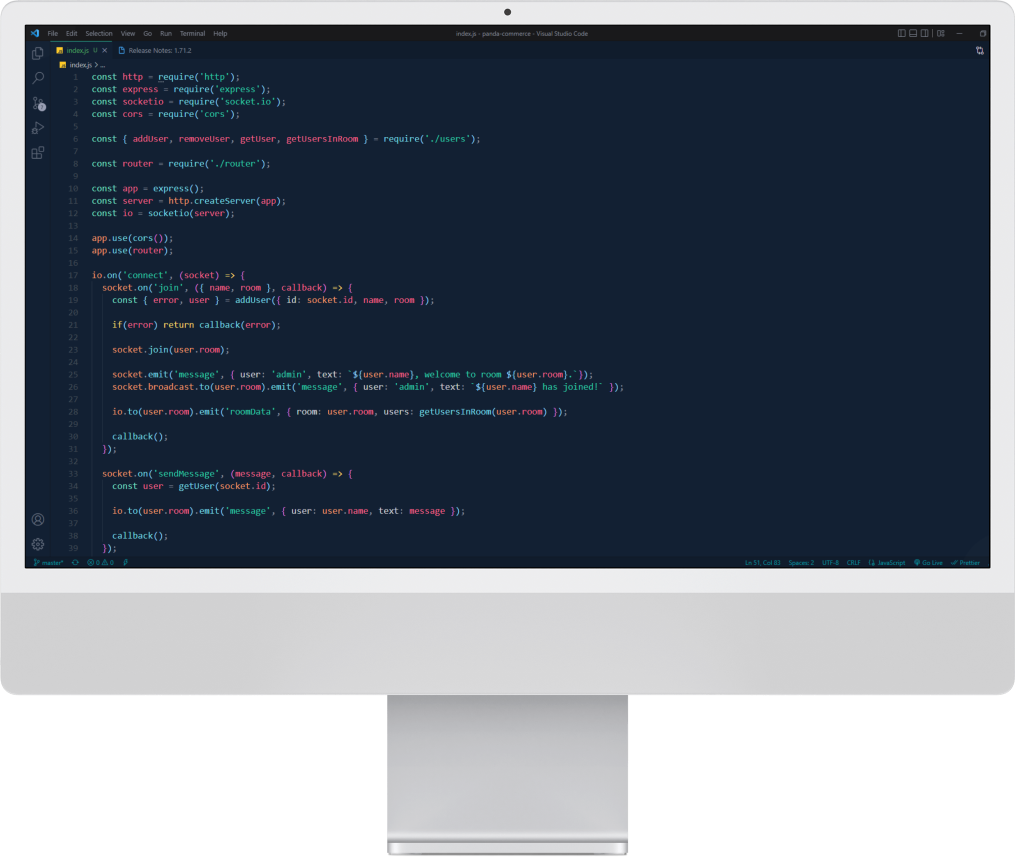 File Edit Selection View Go Run Terminal Help
index.js - panda-commerce - Visual Studio Code
index.js U
Release Notes: 1.71.2
index.js > ...
1 const http = require('http');
2 const express = require('express');
3 const socketio = require('socket.io');
4 const cors = require('cors');
5
6 const { addUser, removeUser, getUser, getUsersInRoom } = require('./users');
7
8 const router = require('./router');
9
10 const app = express();
11 const server = http.createServer(app);
12 const io = socketio(server);
13
14 app.use(cors());
15 app.use(router);
16
17 io.on('connect', (socket) => {
18 socket.on('join', ({ name, room }, callback) => {
19 const { error, user } = addUser({ id: socket.id, name, room });
20
21 if(error) return callback(error);
22
23 socket.join(user.room);
24
25 socket.emit('message', { user: 'admin', text: `${user.name}, welcome to room ${user.room}.`});
26 socket.broadcast.to(user.room).emit('message', { user: 'admin', text: `${user.name} has joined!` });
27
28 io.to(user.room).emit('roomData', { room: user.room, users: getUsersInRoom(user.room) });
29
30 callback();
31 });
32
33 socket.on('sendMessage', (message, callback) => {
34 const user = getUser(socket.id);
35
36 io.to(user.room).emit('message', { user: user.name, text: message });
37
38 callback();
39 });
master* 0 0 Ln 51, Col 83 Spaces: 2 UTF-8 CRLF JavaScript Go Live Prettier